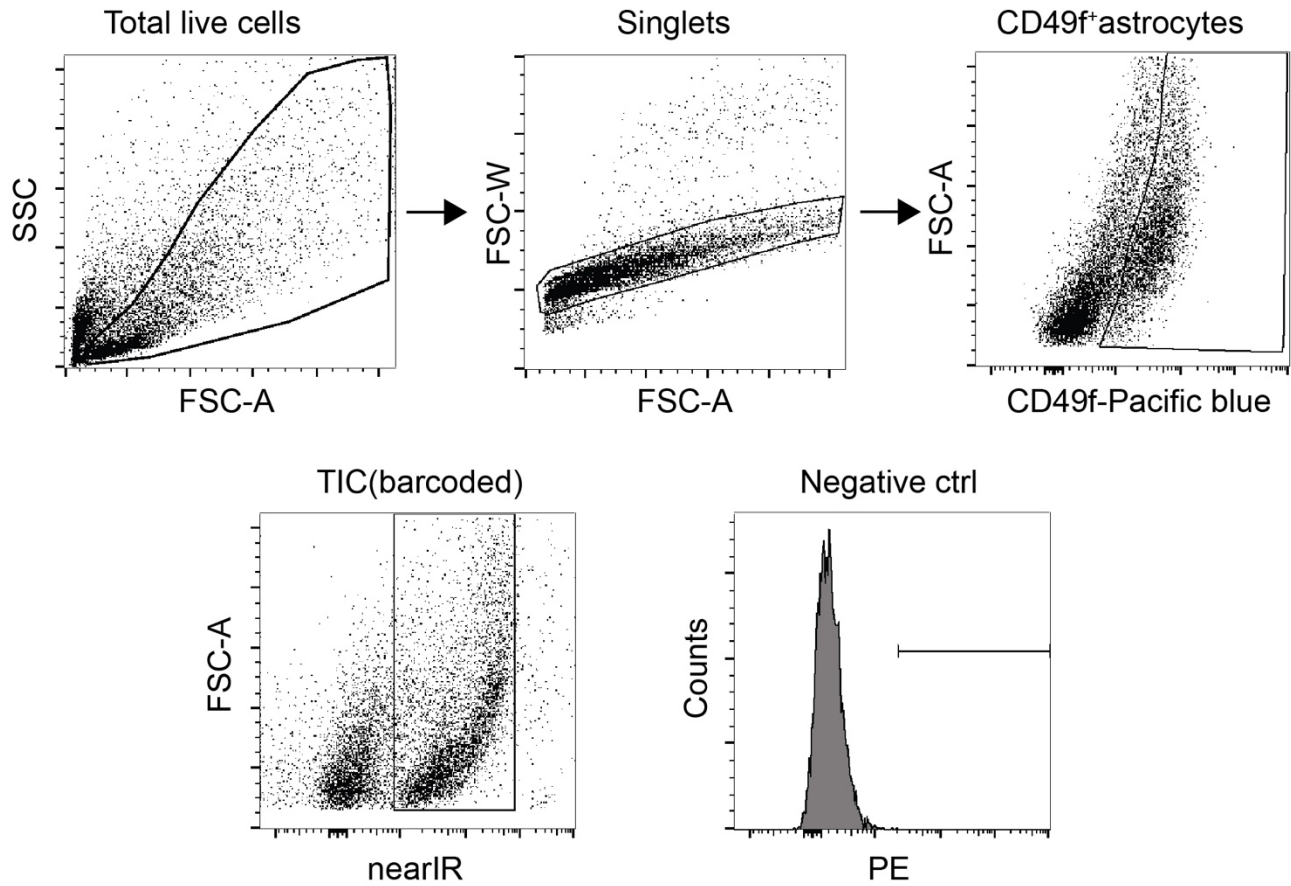 Total live cells
Singlets
CD49f⁺astrocytes
SSC
FSC-A
FSC-W
FSC-A
FSC-A
CD49f-Pacific blue
TIC(barcoded)
Negative ctrl
FSC-A
nearIR
Counts
PE